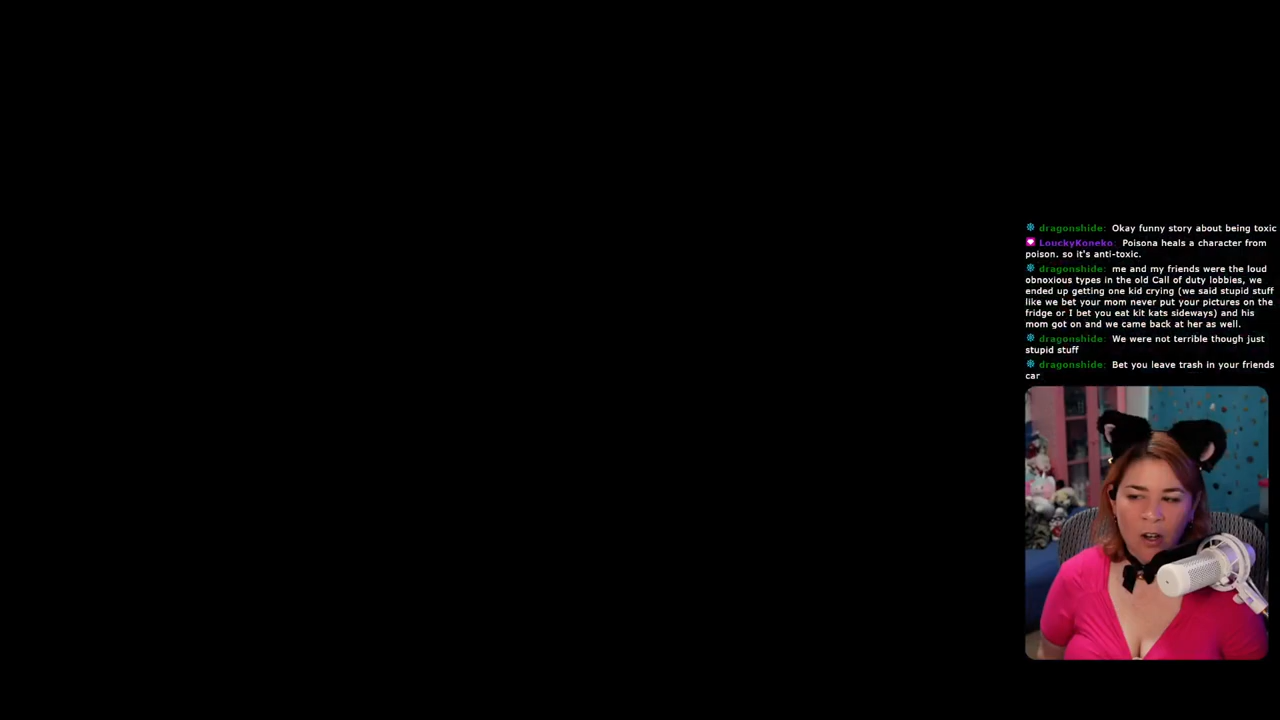 dragonshide: Okay funny story about being toxic
LouckyKoneko: Poisona heals a character from
poison. so it's anti-toxic.
dragonshide: me and my friends were the loud
obnoxious types in the old Call of duty lobbies, we
ended up getting one kid crying (we said stupid stuff
like we bet your mom never put your pictures on the
fridge or I bet you eat kit kats sideways) and his
mom got on and we came back at her as well.
dragonshide: We were not terrible though just
stupid stuff
dragonshide: Bet you leave trash in your friends
car